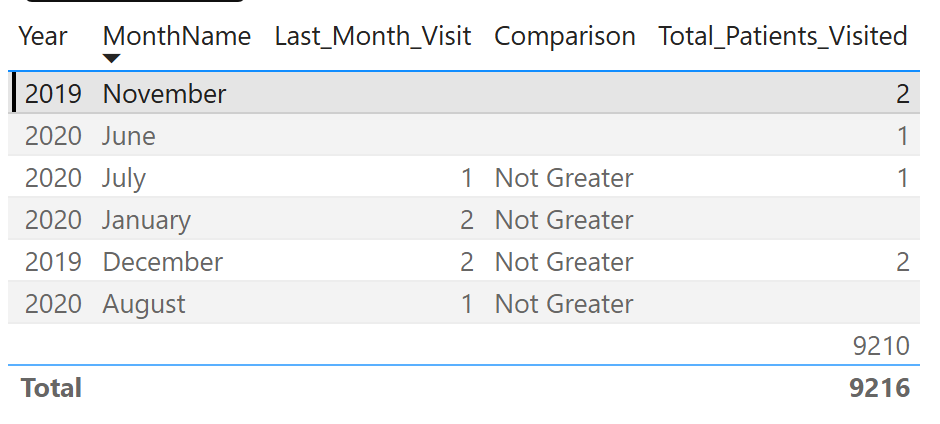 Year MonthName Last_Month_Visit Comparison Total_Patients_Visited
2019 November 2
2020 June 1
2020 July 1 Not Greater 1
2020 January 2 Not Greater
2019 December 2 Not Greater 2
2020 August 1 Not Greater
9210
Total 9216